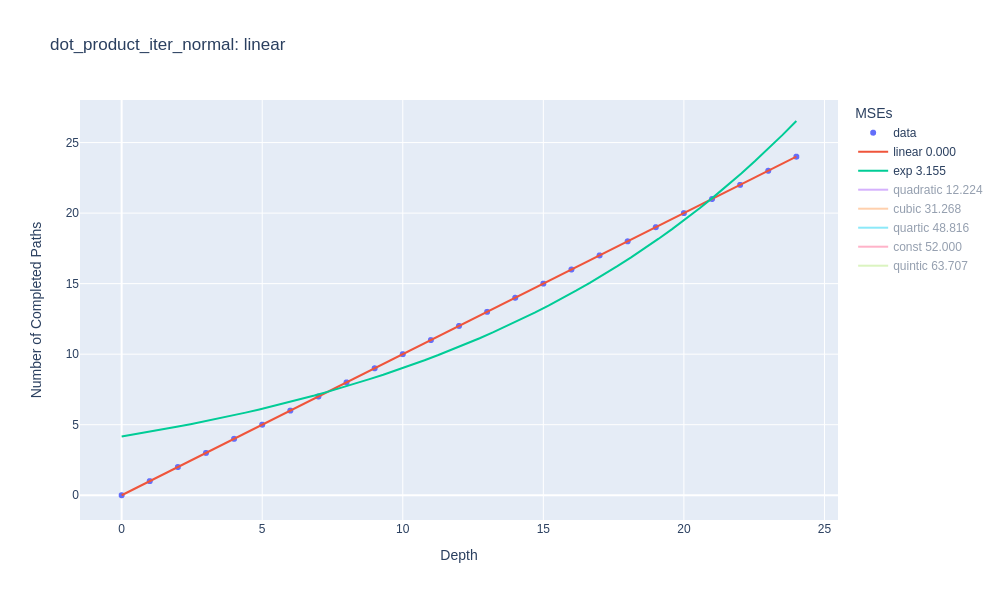 dot_product_iter_normal: linear
MSEs
data
linear 0.000
exp 3.155
quadratic 12.224
cubic 31.268
quartic 48.816
const 52.000
quintic 63.707
Number of Completed Paths
25
20
15
10
5
0
0
5
10
15
20
25
Depth